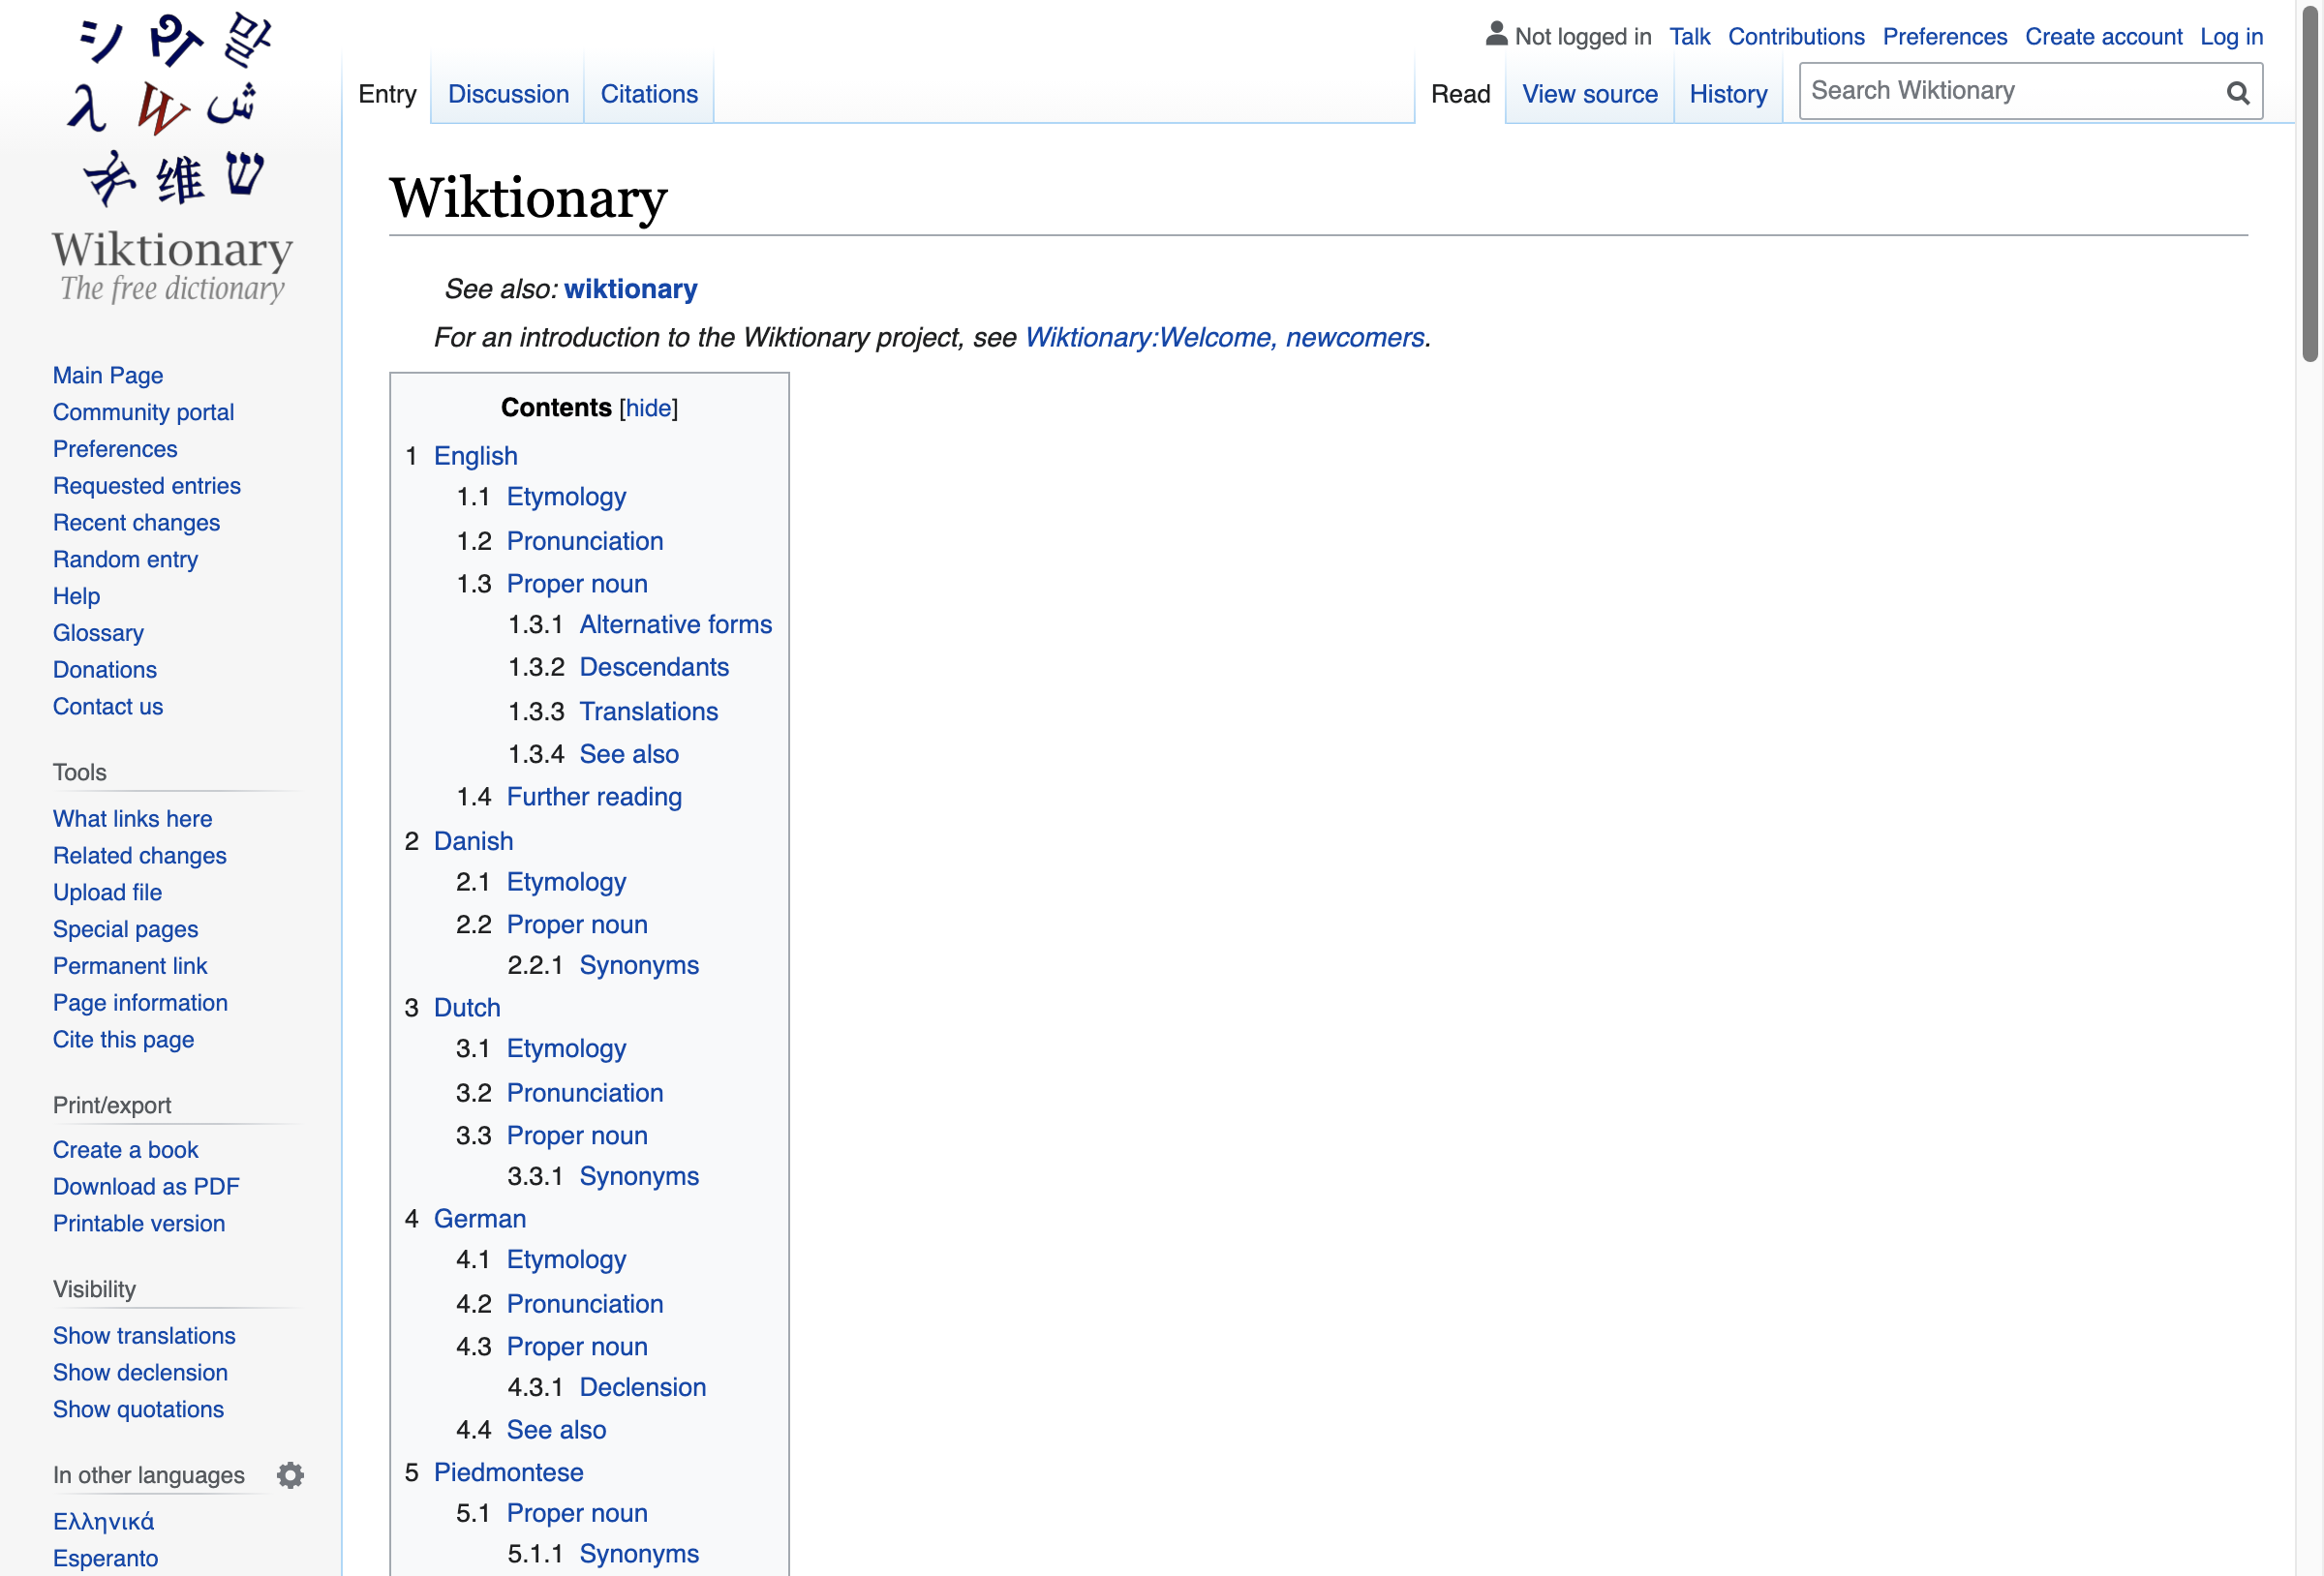 シ り 말
λ W ش
维 ש
Wiktionary
The free dictionary
Main Page
Community portal
Preferences
Requested entries
Recent changes
Random entry
Help
Glossary
Donations
Contact us
Tools
What links here
Related changes
Upload file
Special pages
Permanent link
Page information
Cite this page
Print/export
Create a book
Download as PDF
Printable version
Visibility
Show translations
Show declension
Show quotations
In other languages
Ελληνικά
Esperanto
Not logged in Talk Contributions Preferences Create account Log in
Entry Discussion Citations Read View source History Search Wiktionary
Wiktionary
See also: wiktionary
For an introduction to the Wiktionary project, see Wiktionary:Welcome, newcomers.
Contents [hide]
1 English
1.1 Etymology
1.2 Pronunciation
1.3 Proper noun
1.3.1 Alternative forms
1.3.2 Descendants
1.3.3 Translations
1.3.4 See also
1.4 Further reading
2 Danish
2.1 Etymology
2.2 Proper noun
2.2.1 Synonyms
3 Dutch
3.1 Etymology
3.2 Pronunciation
3.3 Proper noun
3.3.1 Synonyms
4 German
4.1 Etymology
4.2 Pronunciation
4.3 Proper noun
4.3.1 Declension
4.4 See also
5 Piedmontese
5.1 Proper noun
5.1.1 Synonyms